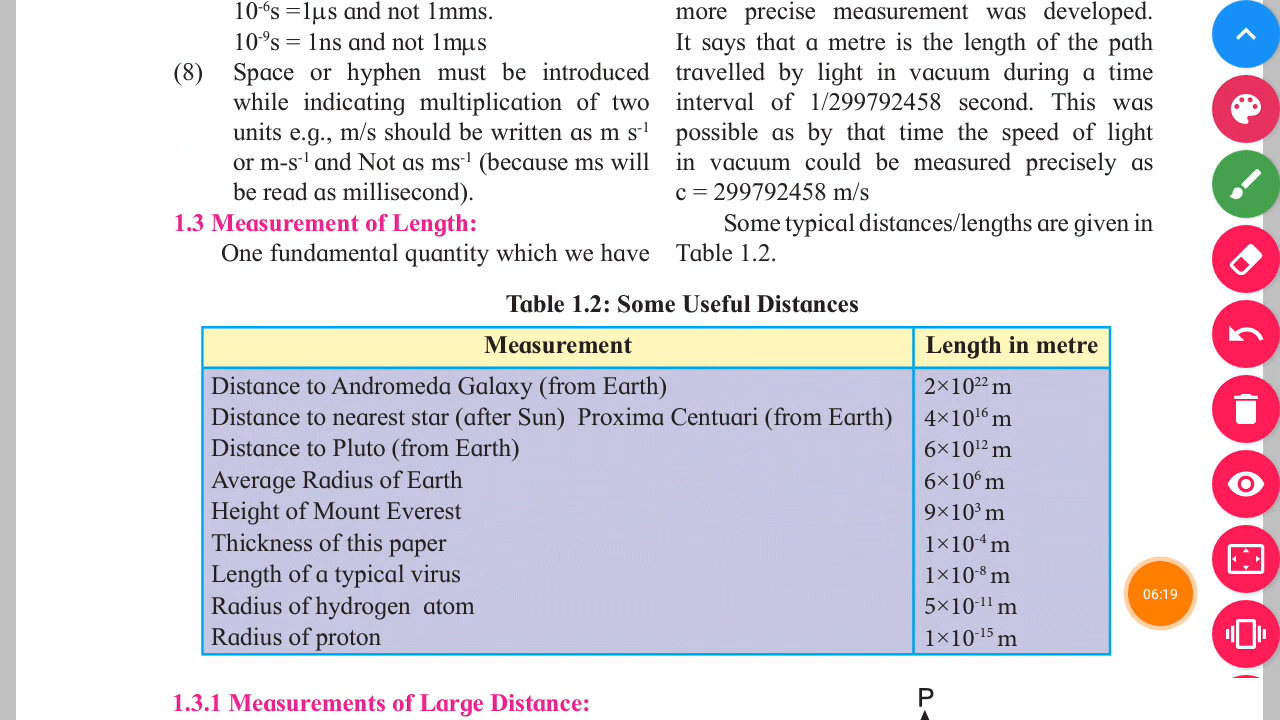 10⁻⁶s =1μs and not 1mms.
10⁻⁹s = 1ns and not 1mμs
(8) Space or hyphen must be introduced
while indicating multiplication of two
units e.g., m/s should be written as m s⁻¹
or m-s⁻¹ and Not as ms⁻¹ (because ms will
be read as millisecond).
1.3 Measurement of Length:
One fundamental quantity which we have
more precise measurement was developed.
It says that a metre is the length of the path
travelled by light in vacuum during a time
interval of 1/299792458 second. This was
possible as by that time the speed of light
in vacuum could be measured precisely as
c = 299792458 m/s
Some typical distances/lengths are given in
Table 1.2.
Table 1.2: Some Useful Distances
Measurement Length in metre
Distance to Andromeda Galaxy (from Earth) 2×10²² m
Distance to nearest star (after Sun) Proxima Centuari (from Earth) 4×10¹⁶ m
Distance to Pluto (from Earth) 6×10¹² m
Average Radius of Earth 6×10⁶ m
Height of Mount Everest 9×10³ m
Thickness of this paper 1×10⁻⁴ m
Length of a typical virus 1×10⁻⁸ m
Radius of hydrogen atom 5×10⁻¹¹ m
Radius of proton 1×10⁻¹⁵ m
06:19
1.3.1 Measurements of Large Distance:
P